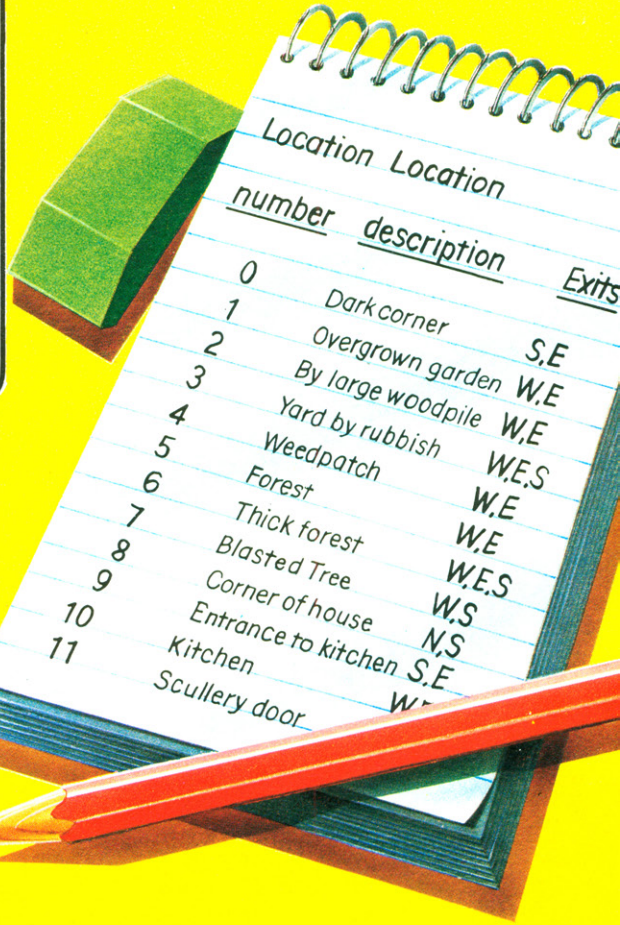 Location Location
number description Exits
0 Dark corner S,E
1 Overgrown garden W,E
2 By large woodpile W,E
3 Yard by rubbish W,E,S
4 Weedpatch W,E
5 Forest W,E
6 Thick forest W,E,S
7 Blasted Tree W,S
8 Corner of house N,S
9 Entrance to kitchen S,E
10 Kitchen
11 Scullery door